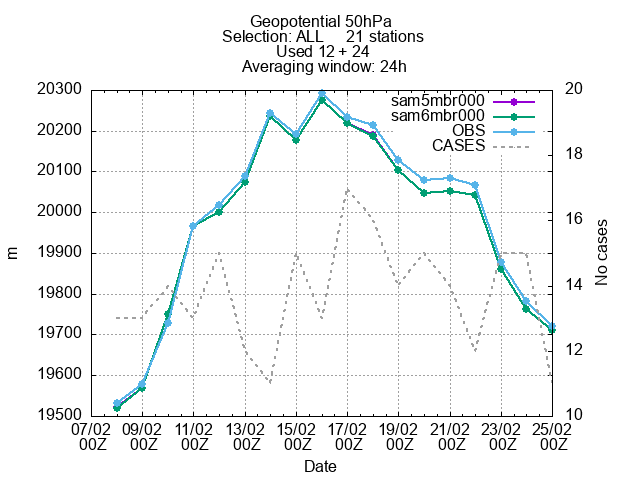 Geopotential 50hPa
Selection: ALL 21 stations
Used 12 + 24
Averaging window: 24h
sam5mbr000
sam6mbr000
OBS
CASES
20300
20200
20100
20000
19900
19800
19700
19600
19500
m
20
18
16
14
12
10
No cases
07/02 09/02 11/02 13/02 15/02 17/02 19/02 21/02 23/02 25/02
00Z 00Z 00Z 00Z 00Z 00Z 00Z 00Z 00Z 00Z
Date